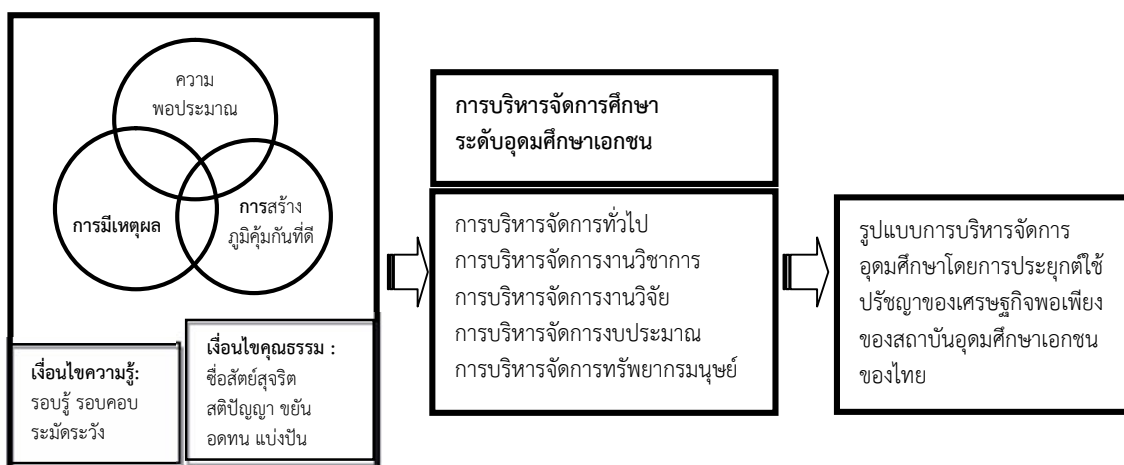 ความ
พอประมาณ
การมีเหตุผล
การสร้าง
ภูมิคุ้มกันที่ดี
เงื่อนไขความรู้:
รอบรู้ รอบคอบ
ระมัดระวัง
เงื่อนไขคุณธรรม :
ซื่อสัตย์สุจริต
สติปัญญา ขยัน
อดทน แบ่งปัน
การบริหารจัดการศึกษา
ระดับอุดมศึกษาเอกชน
การบริหารจัดการทั่วไป
การบริหารจัดการงานวิชาการ
การบริหารจัดการงานวิจัย
การบริหารจัดการงบประมาณ
การบริหารจัดการทรัพยากรมนุษย์
รูปแบบการบริหารจัดการ
อุดมศึกษาโดยการประยุกต์ใช้
ปรัชญาของเศรษฐกิจพอเพียง
ของสถาบันอุดมศึกษาเอกชน
ของไทย